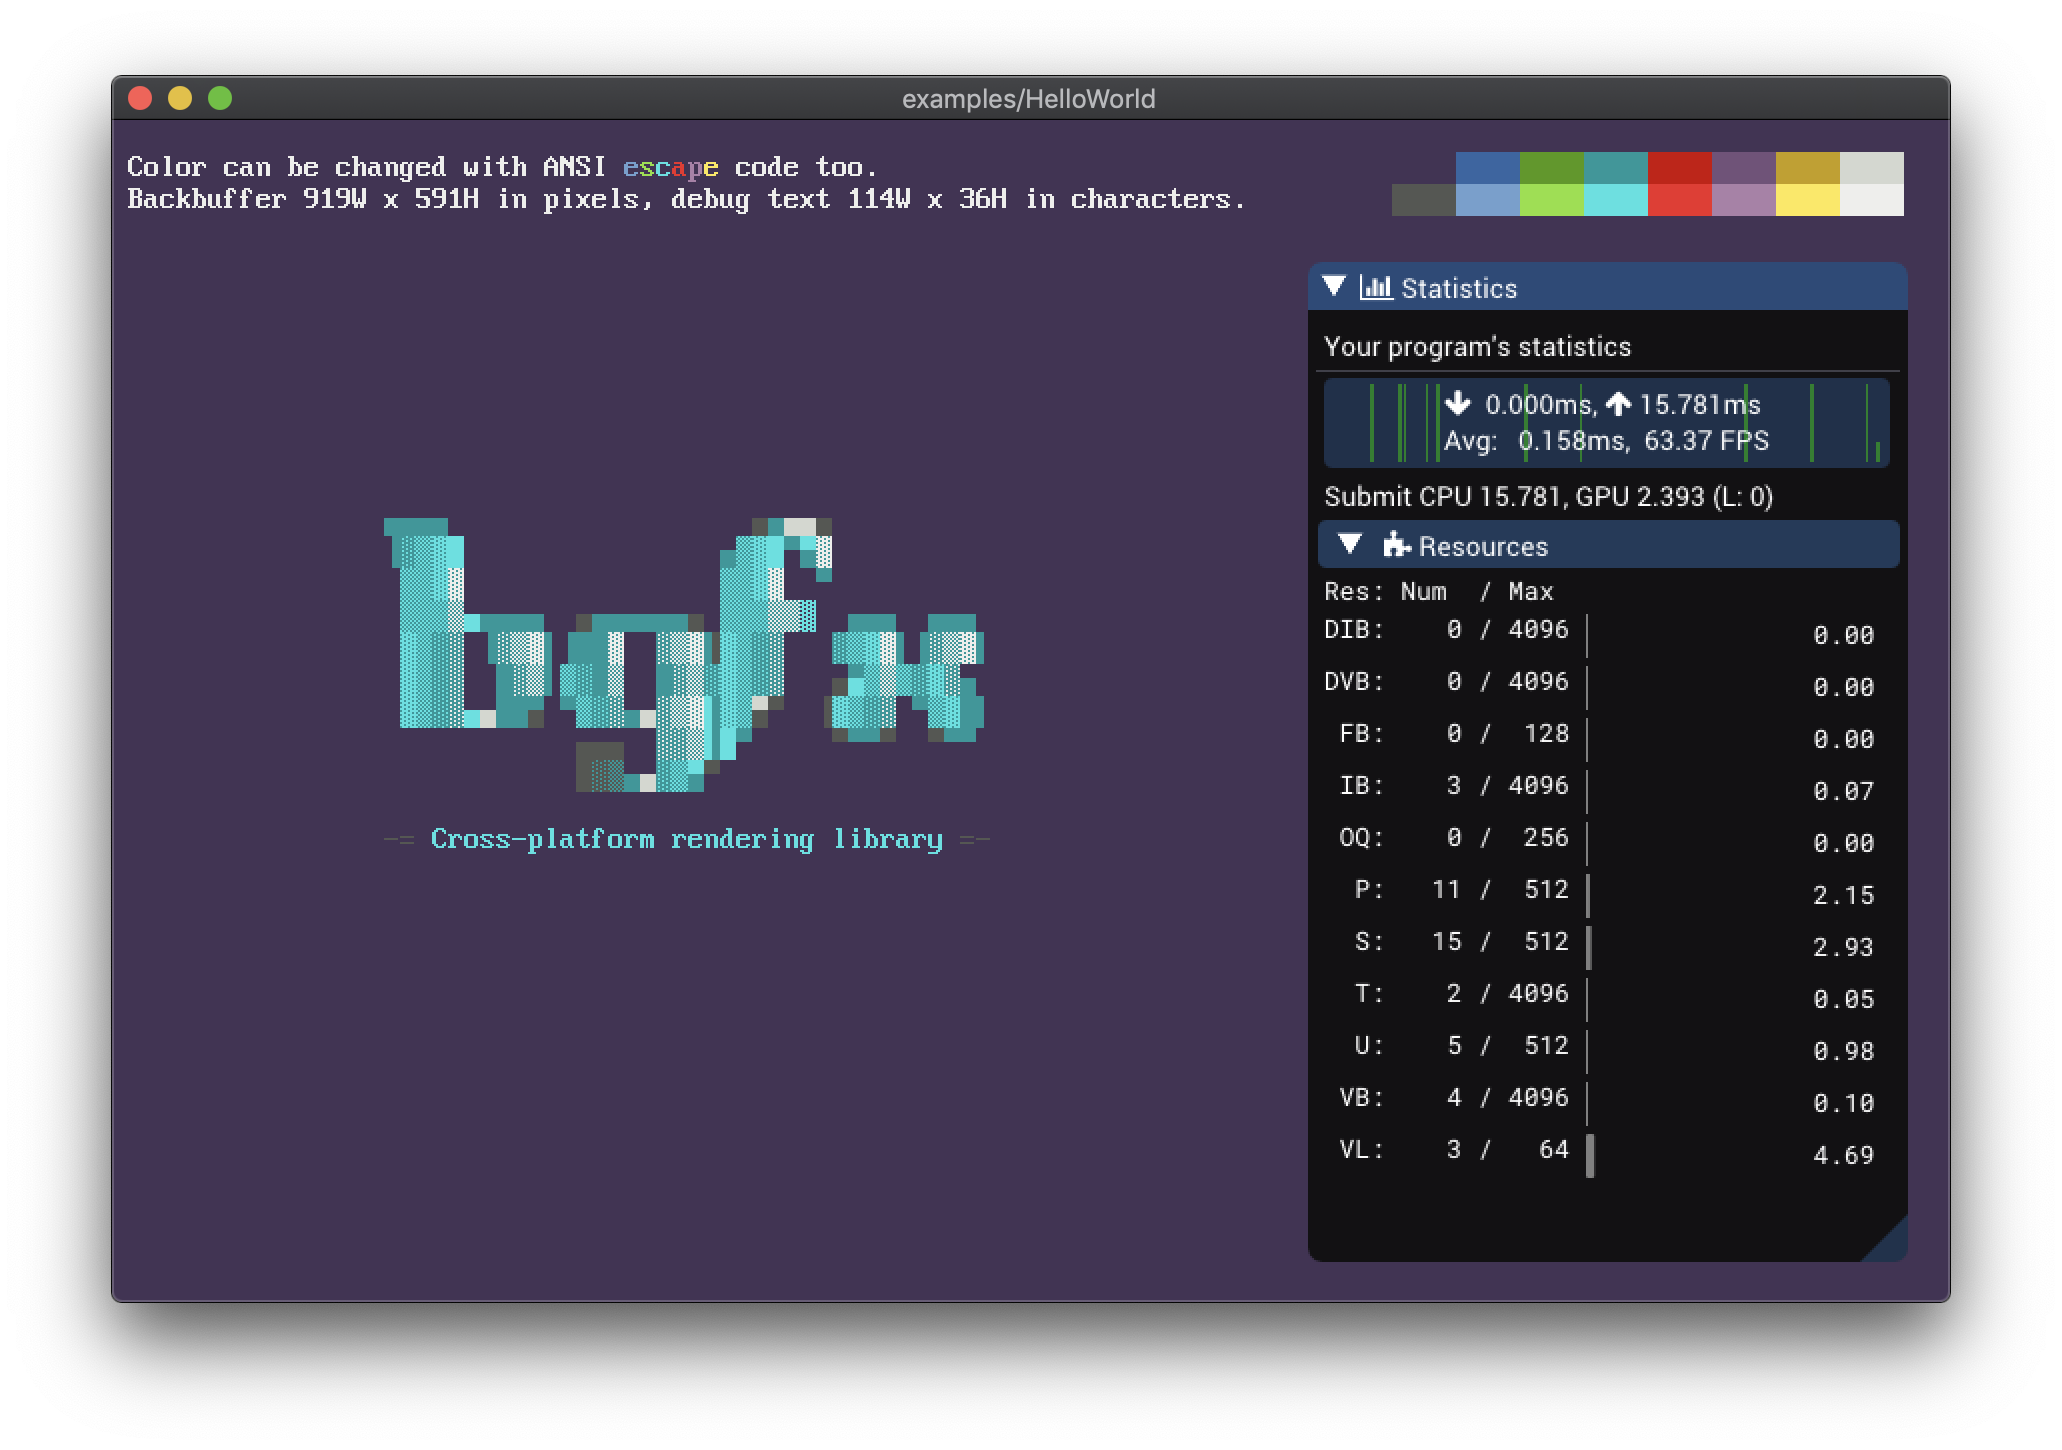 examples/HelloWorld
Color can be changed with ANSI escape code too.
Backbuffer 919W x 591H in pixels, debug text 114W x 36H in characters.
bgfx
-= Cross-platform rendering library =-
Statistics
Your program's statistics
0.000ms, 15.781ms
Avg: 0.158ms, 63.37 FPS
Submit CPU 15.781, GPU 2.393 (L: 0)
Resources
Res: Num / Max
DIB: 0 / 4096 0.00
DVB: 0 / 4096 0.00
FB: 0 / 128 0.00
IB: 3 / 4096 0.07
OQ: 0 / 256 0.00
P: 11 / 512 2.15
S: 15 / 512 2.93
T: 2 / 4096 0.05
U: 5 / 512 0.98
VB: 4 / 4096 0.10
VL: 3 / 64 4.69